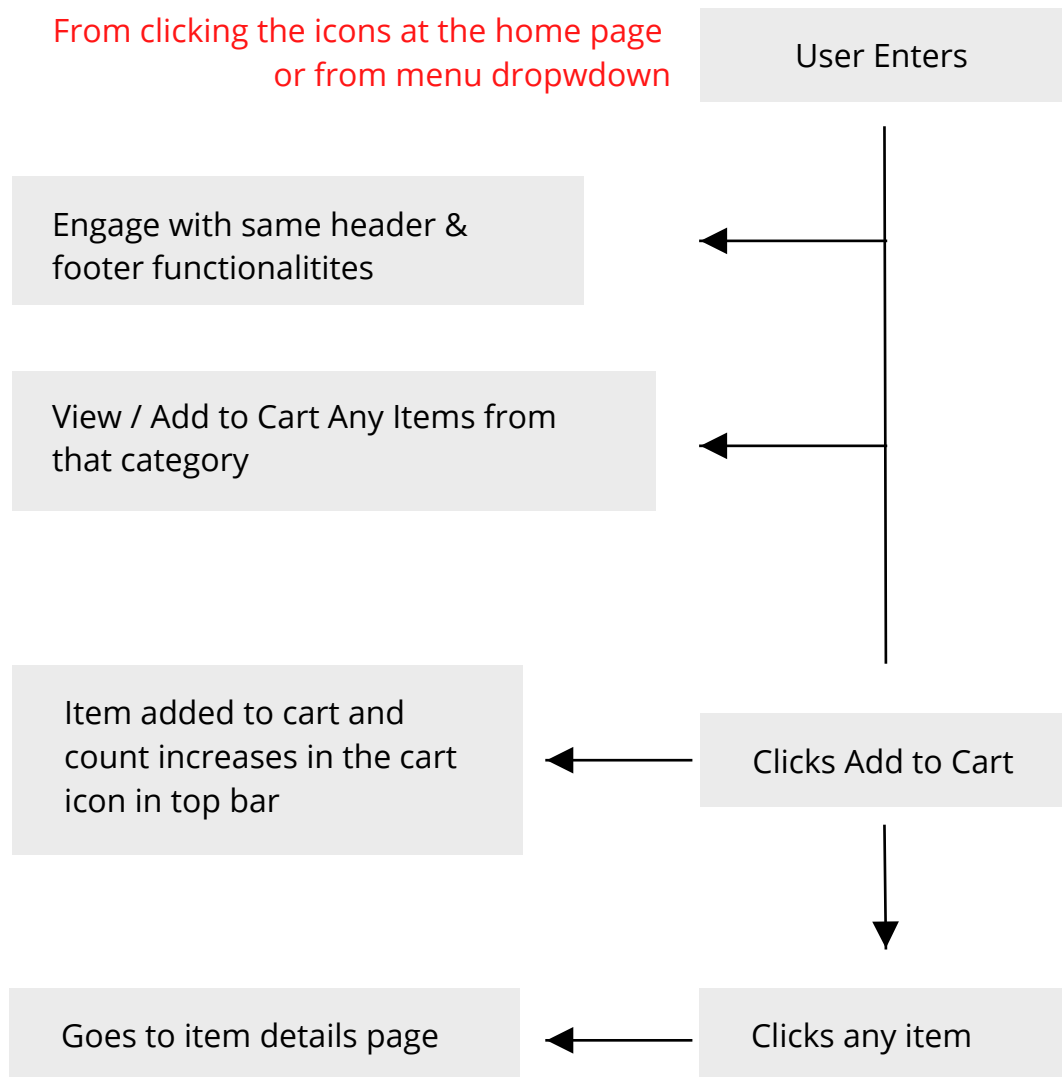 From clicking the icons at the home page
or from menu dropwdown
User Enters
Engage with same header &
footer functionalitites
View / Add to Cart Any Items from
that category
Item added to cart and
count increases in the cart
icon in top bar
Clicks Add to Cart
Goes to item details page
Clicks any item